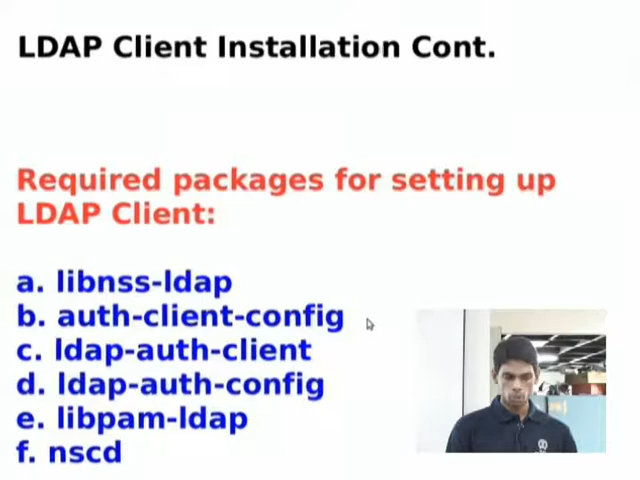 LDAP Client Installation Cont.
Required packages for setting up
LDAP Client:
a. libnss-ldap
b. auth-client-config
c. ldap-auth-client
d. ldap-auth-config
e. libpam-ldap
f. nscd